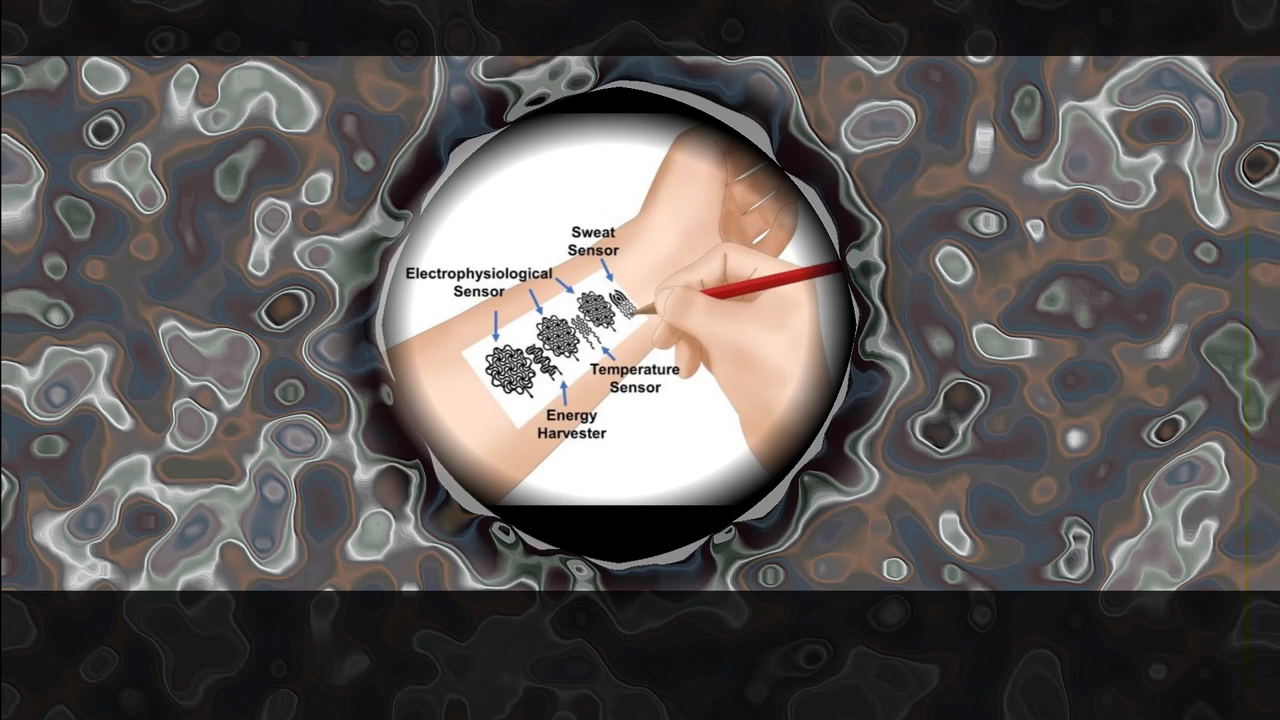 Sweat
Sensor
Electrophysiological
Sensor
Temperature
Sensor
Energy
Harvester